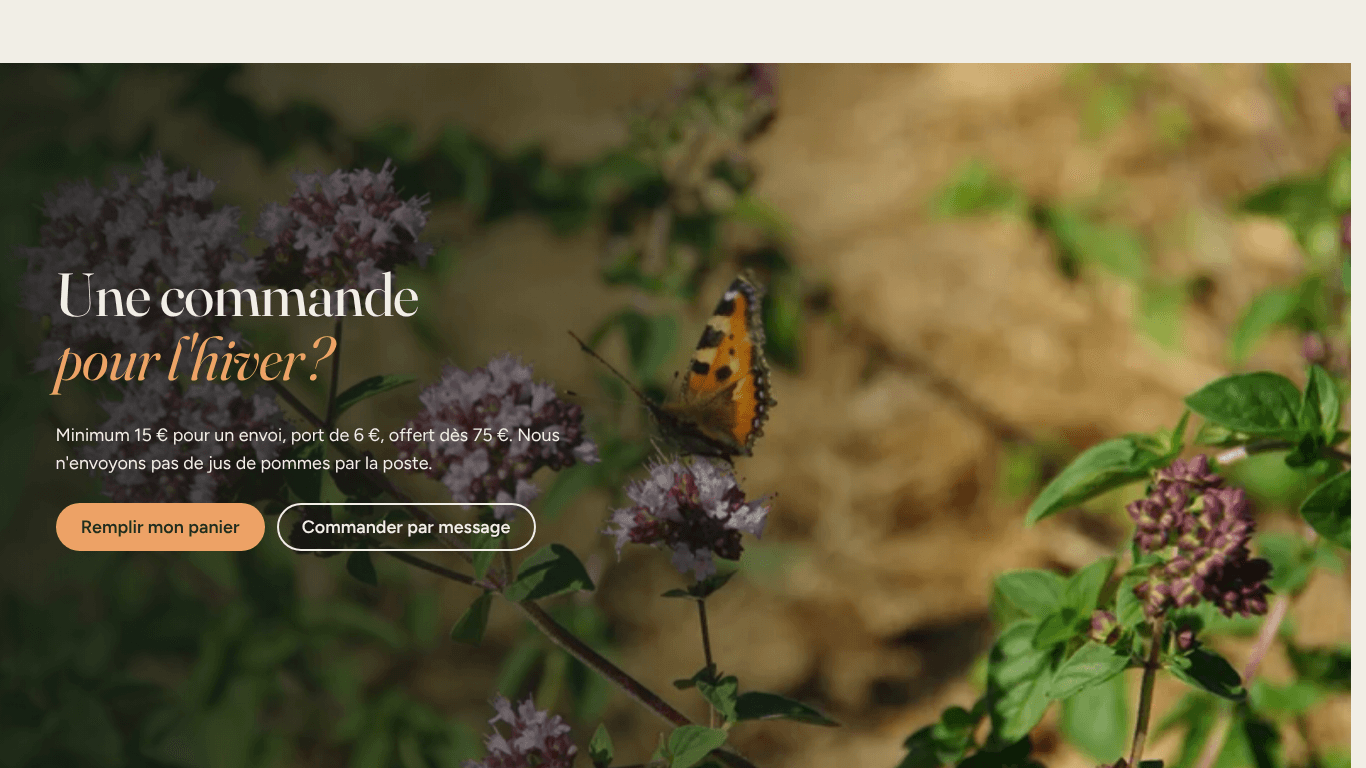 Une commande
pour l'hiver?
Minimum 15 € pour un envoi, port de 6 €, offert dès 75 €. Nous
n'envoyons pas de jus de pommes par la poste.
Remplir mon panier
Commander par message